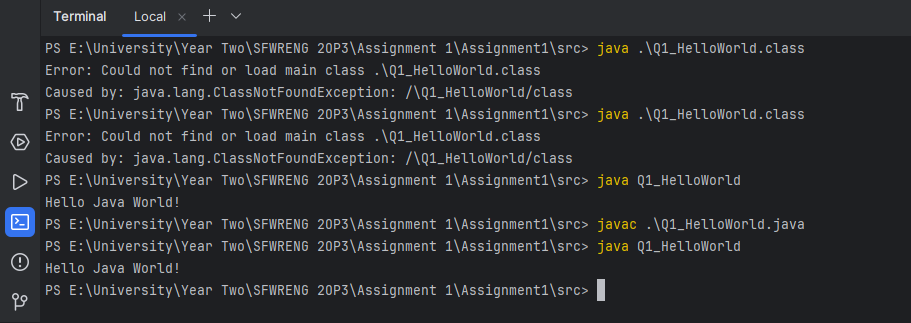 Terminal Local × + ⌄
PS E:\University\Year Two\SFWRENG 2OP3\Assignment 1\Assignment1\src> java .\Q1_HelloWorld.class
Error: Could not find or load main class .\Q1_HelloWorld.class
Caused by: java.lang.ClassNotFoundException: /\Q1_HelloWorld/class
PS E:\University\Year Two\SFWRENG 2OP3\Assignment 1\Assignment1\src> java .\Q1_HelloWorld.class
Error: Could not find or load main class .\Q1_HelloWorld.class
Caused by: java.lang.ClassNotFoundException: /\Q1_HelloWorld/class
PS E:\University\Year Two\SFWRENG 2OP3\Assignment 1\Assignment1\src> java Q1_HelloWorld
Hello Java World!
PS E:\University\Year Two\SFWRENG 2OP3\Assignment 1\Assignment1\src> javac .\Q1_HelloWorld.java
PS E:\University\Year Two\SFWRENG 2OP3\Assignment 1\Assignment1\src> java Q1_HelloWorld
Hello Java World!
PS E:\University\Year Two\SFWRENG 2OP3\Assignment 1\Assignment1\src>